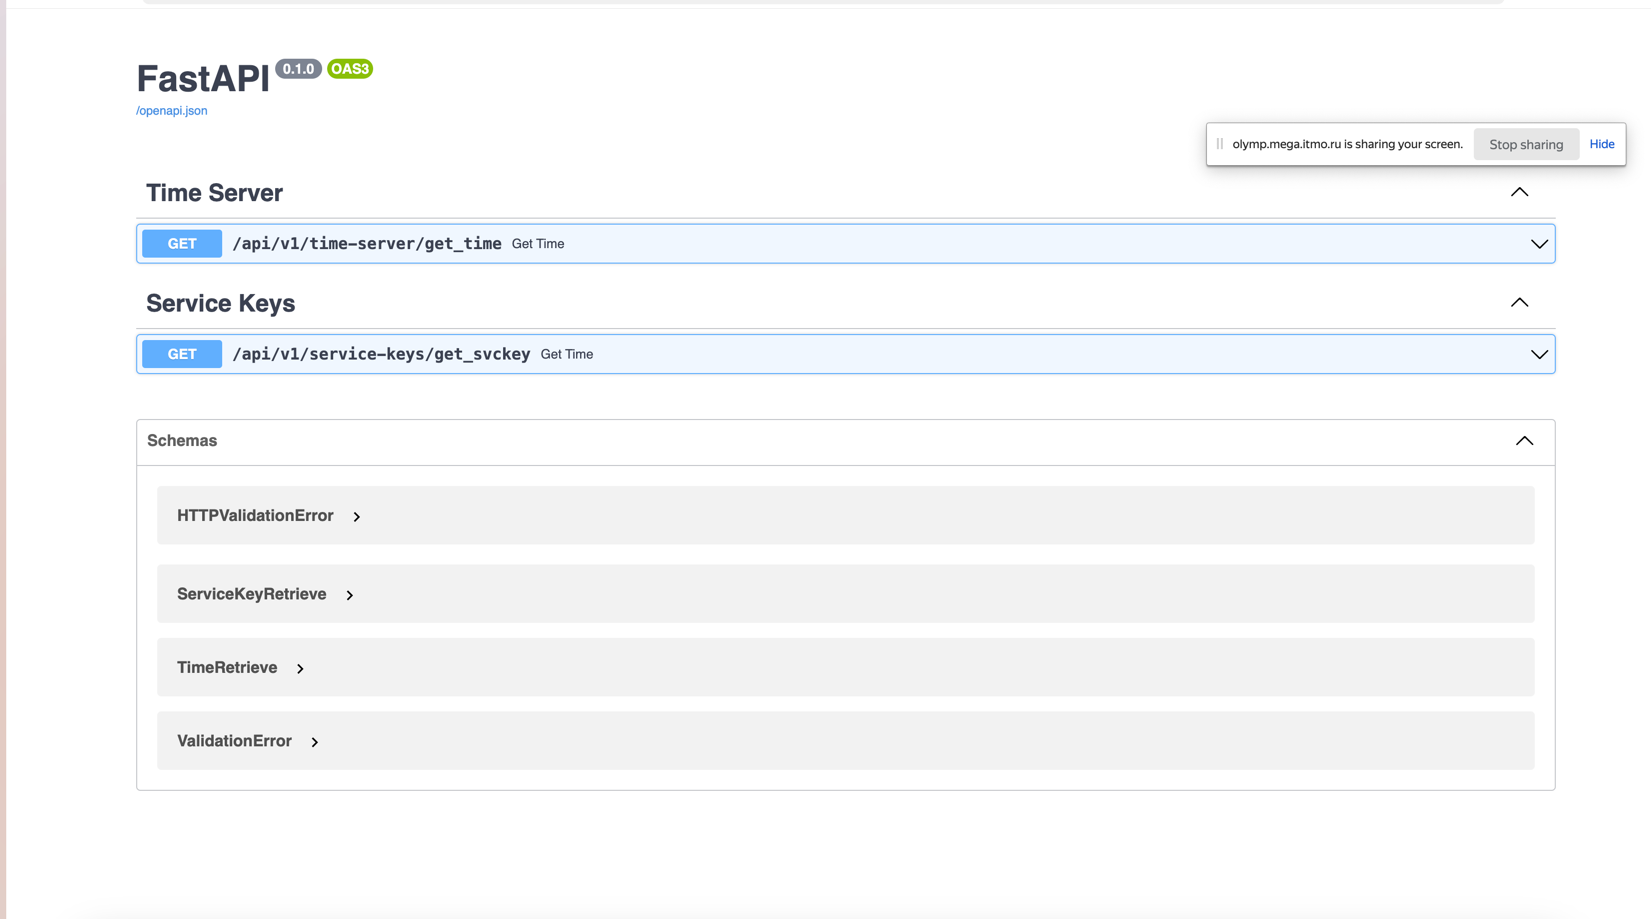 FastAPI 0.1.0 OAS3
/openapi.json
olymp.mega.itmo.ru is sharing your screen. Stop sharing Hide
Time Server
GET /api/v1/time-server/get_time Get Time
Service Keys
GET /api/v1/service-keys/get_svckey Get Time
Schemas
HTTPValidationError
ServiceKeyRetrieve
TimeRetrieve
ValidationError